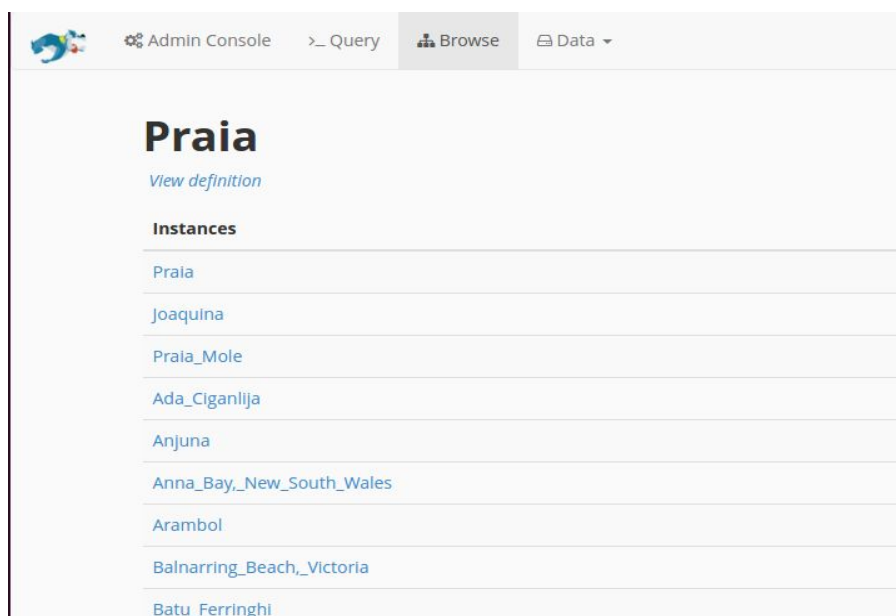 Admin Console >_ Query Browse Data
Praia
View definition
Instances
Praia
Joaquina
Praia_Mole
Ada_Ciganlija
Anjuna
Anna_Bay,_New_South_Wales
Arambol
Balnarring_Beach,_Victoria
Batu_Ferringhi